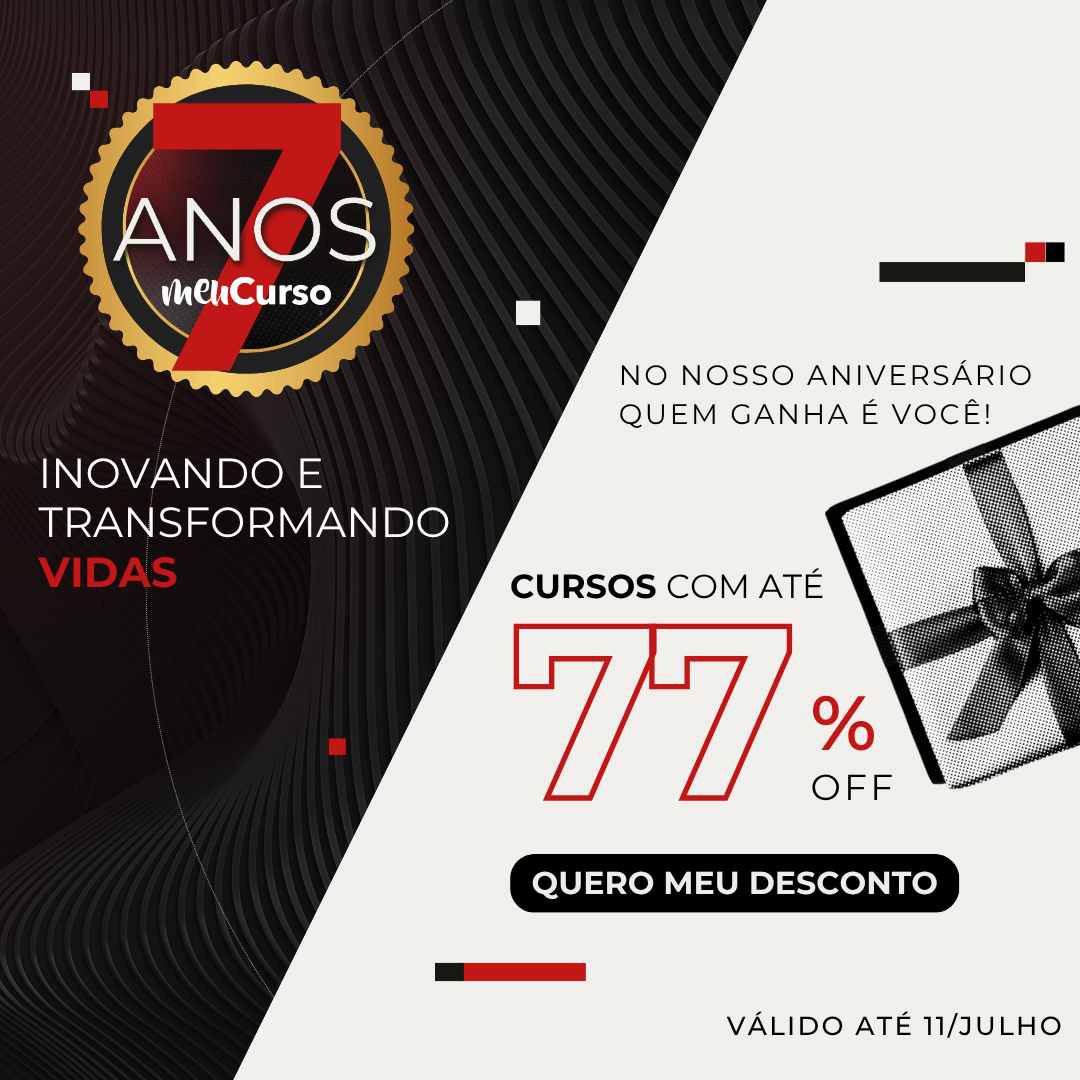 7
ANOS
meuCurso
INOVANDO E
TRANSFORMANDO
VIDAS
NO NOSSO ANIVERSÁRIO
QUEM GANHA É VOCÊ!
CURSOS COM ATÉ
77%
OFF
QUERO MEU DESCONTO
VÁLIDO ATÉ 11/JULHO